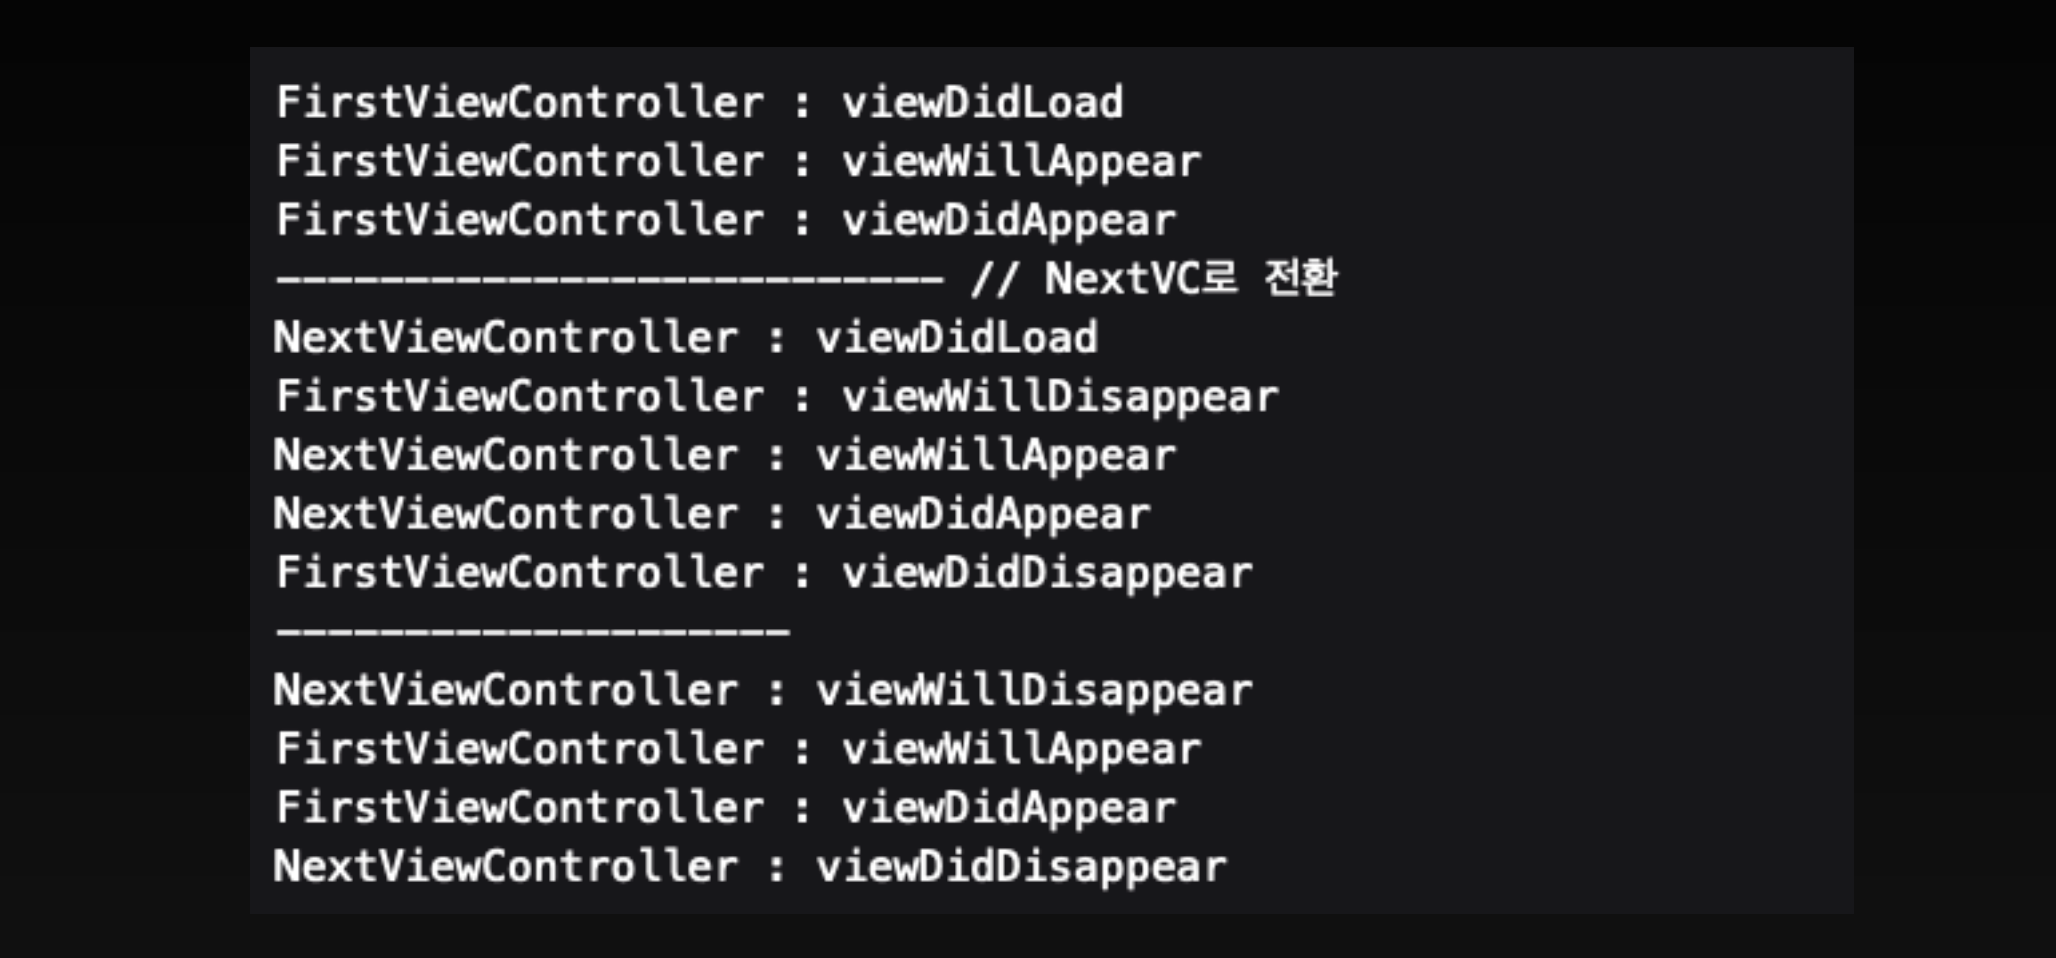 FirstViewController : viewDidLoad
FirstViewController : viewWillAppear
FirstViewController : viewDidAppear
-------------------------- // NextVC로 전환
NextViewController : viewDidLoad
FirstViewController : viewWillDisappear
NextViewController : viewWillAppear
NextViewController : viewDidAppear
FirstViewController : viewDidDisappear
--------------------
NextViewController : viewWillDisappear
FirstViewController : viewWillAppear
FirstViewController : viewDidAppear
NextViewController : viewDidDisappear